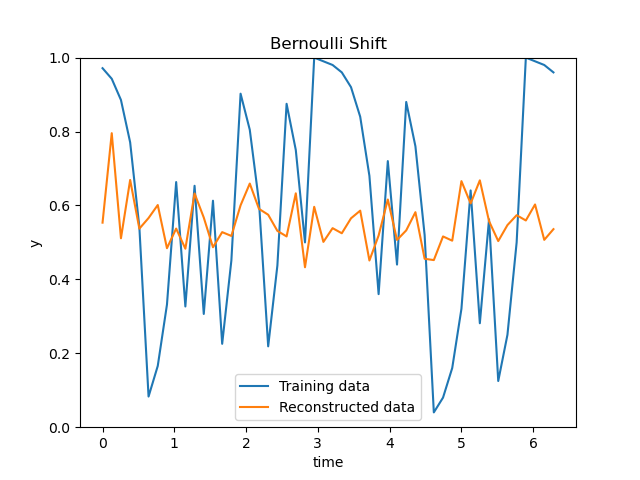 Bernoulli Shift
1.0
0.8
0.6
0.4
0.2
0.0
y
Training data
Reconstructed data
0 1 2 3 4 5 6
time